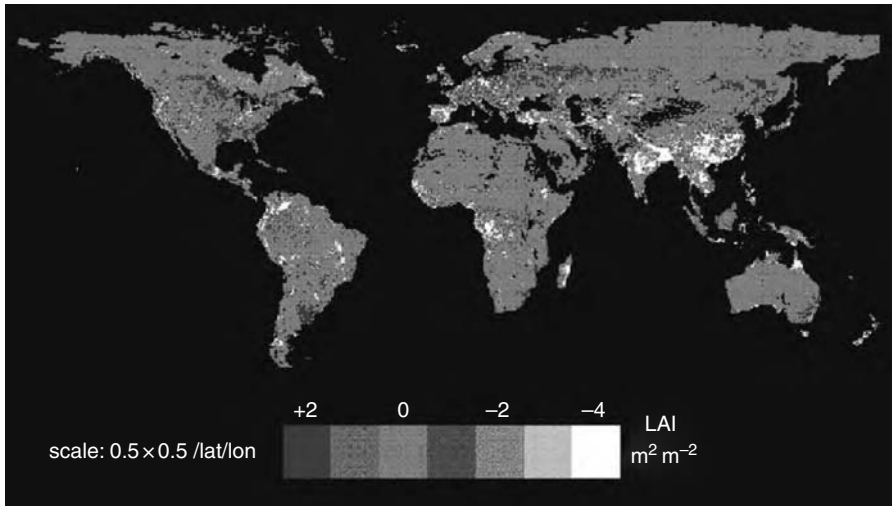 +2 0 –2 –4 LAI
scale: 0.5×0.5 /lat/lon m² m⁻²